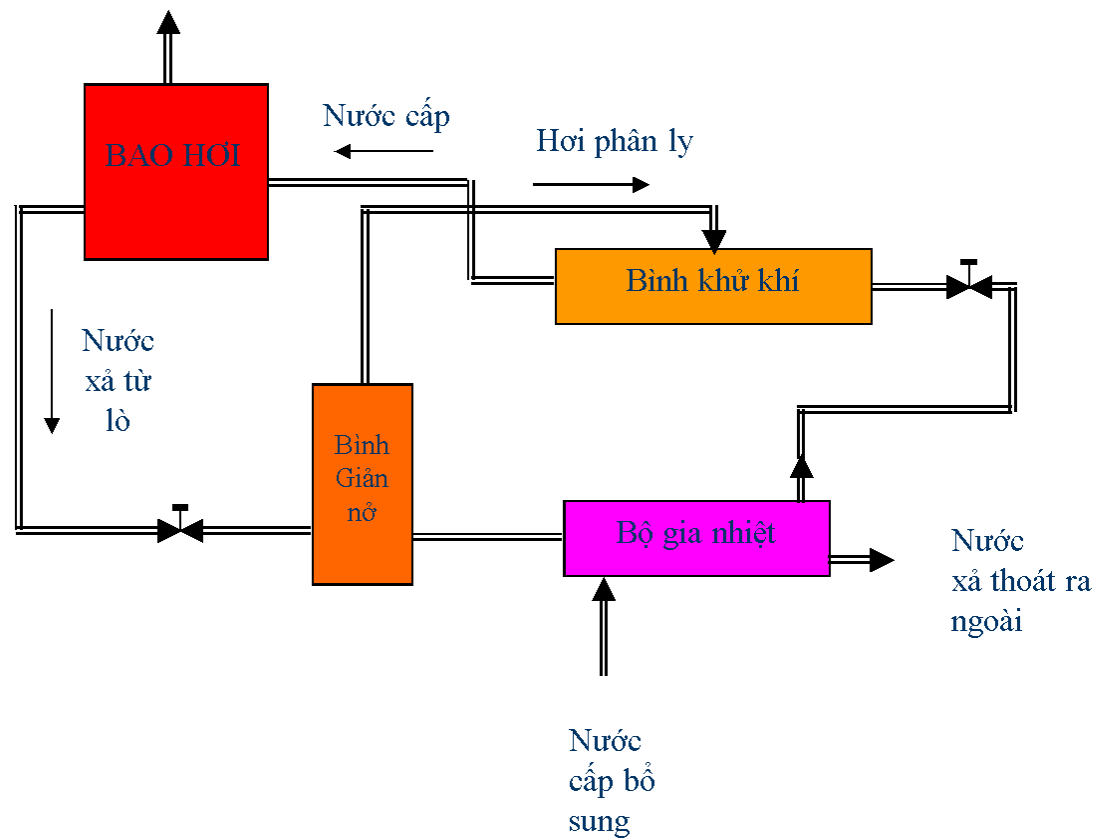 Nước cấp
BAO HƠI
Hơi phân ly
Bình khử khí
Nước
xả từ
lò
Bình
Giản
nở
Bộ gia nhiệt
Nước
xả thoát ra
ngoài
Nước
cấp bổ
sung